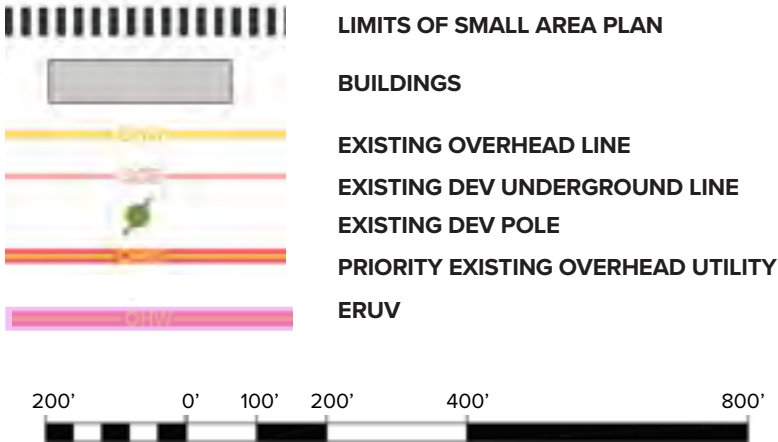 LIMITS OF SMALL AREA PLAN
BUILDINGS
EXISTING OVERHEAD LINE
EXISTING DEV UNDERGROUND LINE
EXISTING DEV POLE
PRIORITY EXISTING OVERHEAD UTILITY
ERUV
OHW
200’ 0’ 100’ 200’ 400’ 800’